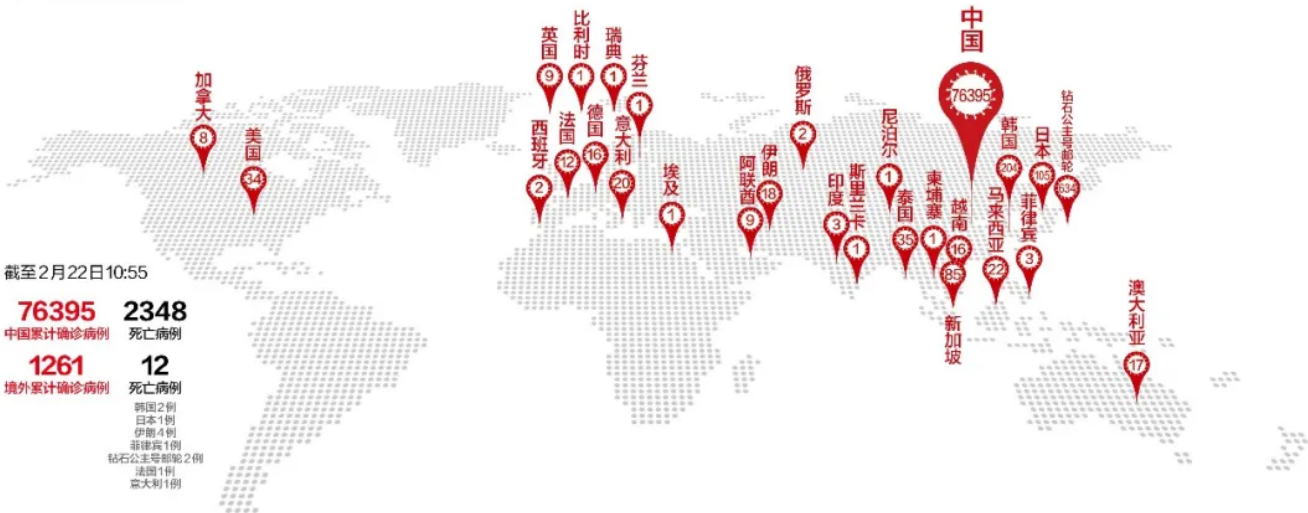 中国
76395
英国
9
比利时
1
瑞典
1
芬兰
1
加拿大
8
美国
34
西班牙
2
法国
12
德国
16
意大利
20
埃及
1
阿联酋
9
伊朗
18
俄罗斯
2
印度
3
斯里兰卡
1
尼泊尔
1
泰国
35
柬埔寨
1
越南
16
85
新加坡
马来西亚
22
韩国
204
日本
105
钻石公主号邮轮
634
菲律宾
3
澳大利亚
17
截至2月22日10:55
76395
中国累计确诊病例
2348
死亡病例
1261
境外累计确诊病例
12
死亡病例
韩国2例
日本1例
伊朗4例
菲律宾1例
钻石公主号邮轮2例
法国1例
意大利1例